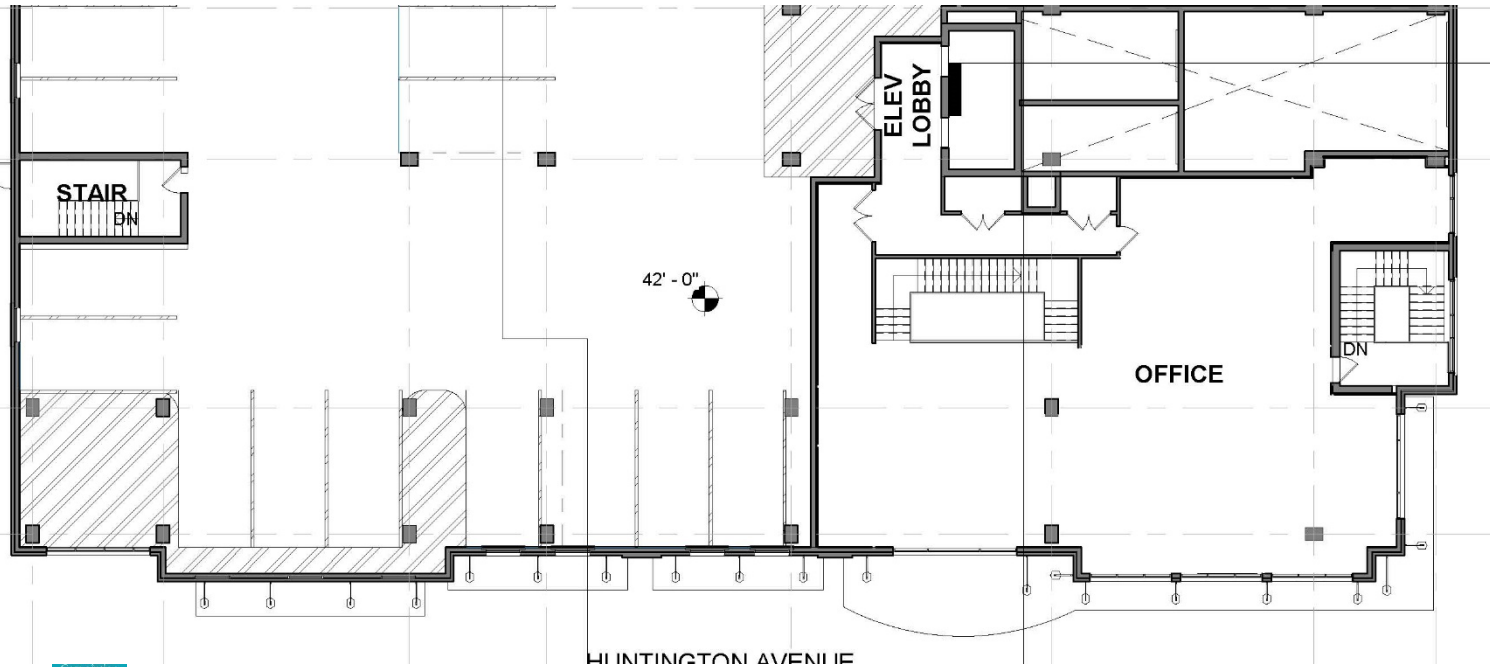 ELEV
LOBBY
STAIR
DN
42' - 0"
DN
OFFICE
HUNTINGTON AVENUE